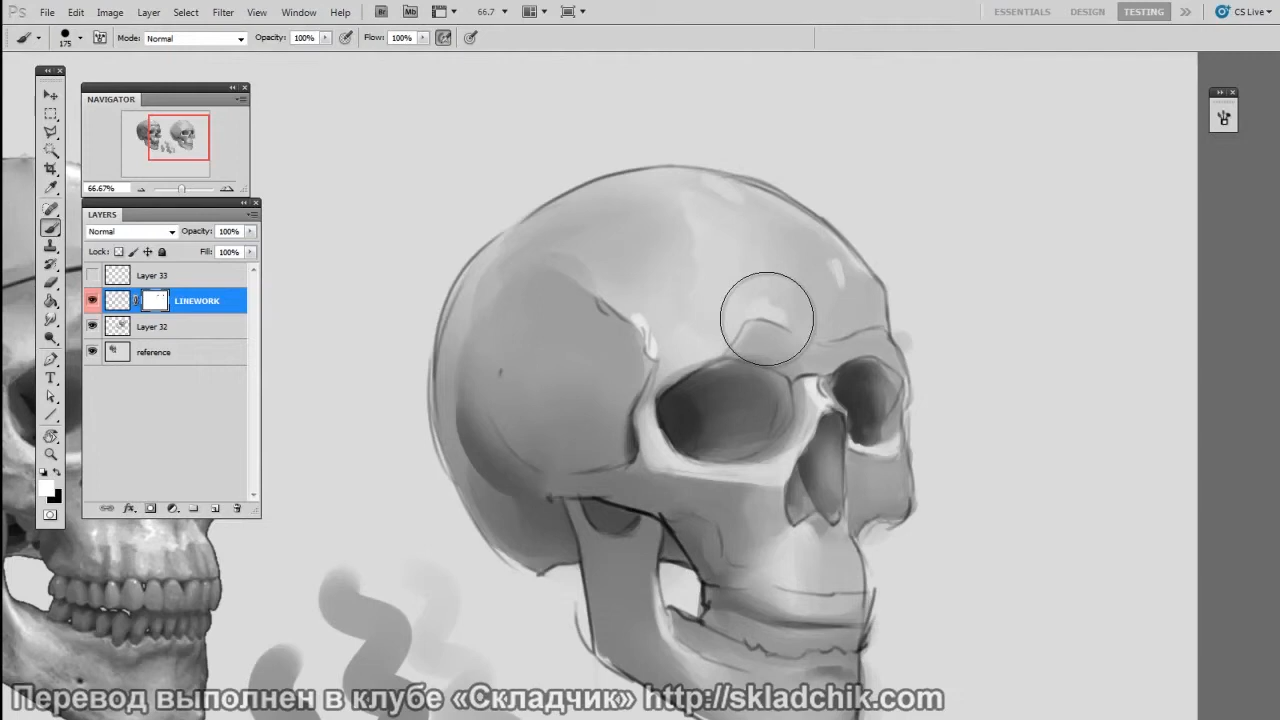 Ps File Edit Image Layer Select Filter View Window Help Br Mb 66.7 ESSENTIALS DESIGN TESTING CS Live
175 Mode: Normal Opacity: 100% Flow: 100%
NAVIGATOR
66.67%
LAYERS
Normal Opacity: 100%
Lock: Fill: 100%
Layer 33
LINEWORK
Layer 32
reference
Перевод выполнен в клубе «Складчик» http://skladchik.com